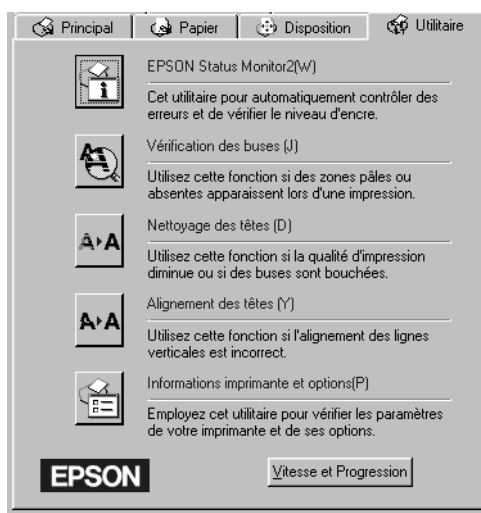 Principal Papier Disposition Utilitaire
EPSON Status Monitor2(W)
Cet utilitaire pour automatiquement contrôler des
erreurs et de vérifier le niveau d'encre.
Vérification des buses (J)
Utilisez cette fonction si des zones pâles ou
absentes apparaissent lors d'une impression.
Nettoyage des têtes (D)
Utilisez cette fonction si la qualité d'impression
diminue ou si des buses sont bouchées.
Alignement des têtes (Y)
Utilisez cette fonction si l'alignement des lignes
verticales est incorrect.
Informations imprimante et options(P)
Employez cet utilitaire pour vérifier les paramètres
de votre imprimante et de ses options.
EPSON Vitesse et Progression